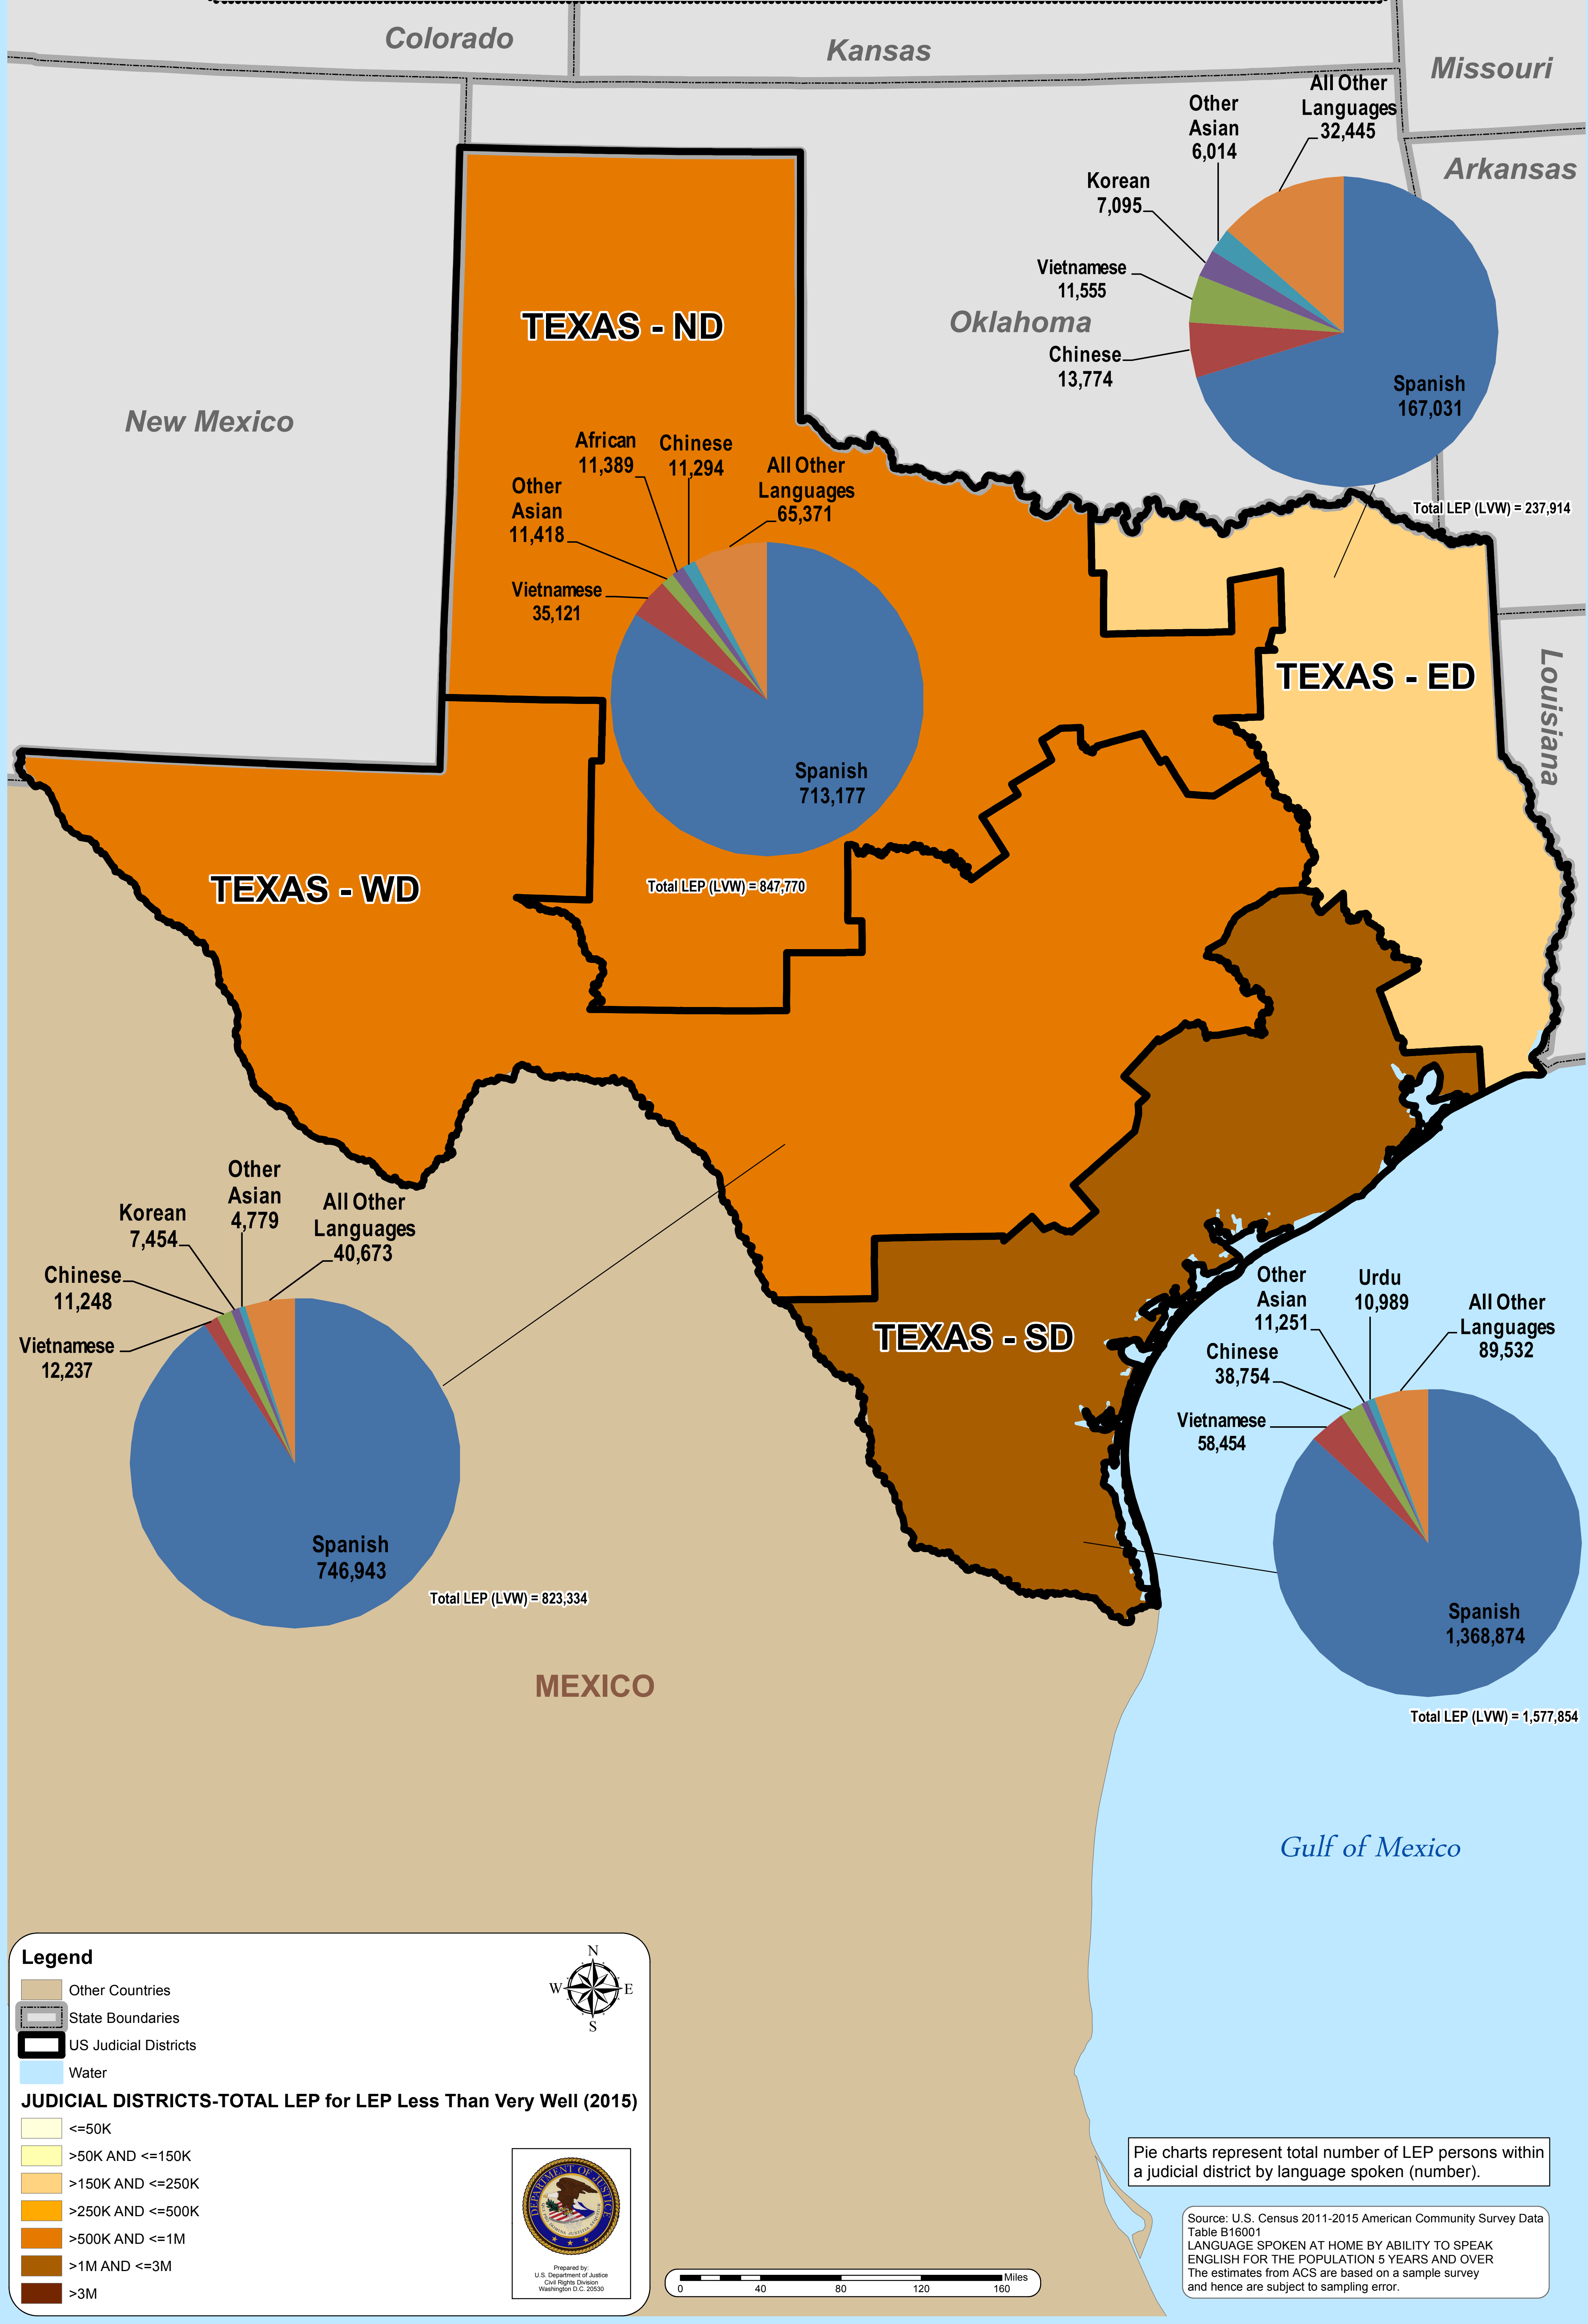 Colorado
Kansas
Missouri
Arkansas
Oklahoma
New Mexico
Louisiana
All Other
Languages
32,445
Other
Asian
6,014
Korean
7,095
Vietnamese
11,555
Chinese
13,774
Spanish
167,031
Total LEP (LVW) = 237,914
TEXAS - ND
African
11,389
Chinese
11,294
All Other
Languages
65,371
Other
Asian
11,418
Vietnamese
35,121
Spanish
713,177
Total LEP (LVW) = 847,770
TEXAS - ED
TEXAS - WD
Other
Asian
4,779
All Other
Languages
40,673
Korean
7,454
Chinese
11,248
Vietnamese
12,237
Spanish
746,943
Total LEP (LVW) = 823,334
TEXAS - SD
Other
Asian
11,251
Urdu
10,989
All Other
Languages
89,532
Chinese
38,754
Vietnamese
58,454
Spanish
1,368,874
Total LEP (LVW) = 1,577,854
MEXICO
Gulf of Mexico
Legend
N
W
E
S
Other Countries
State Boundaries
US Judicial Districts
Water
JUDICIAL DISTRICTS-TOTAL LEP for LEP Less Than Very Well (2015)
<=50K
>50K AND <=150K
>150K AND <=250K
>250K AND <=500K
>500K AND <=1M
>1M AND <=3M
>3M
DEPARTMENT OF JUSTICE
Prepared by:
U.S. Department of Justice
Civil Rights Division
Washington D.C. 20530
Miles
0 40 80 120 160
Pie charts represent total number of LEP persons within
a judicial district by language spoken (number).
Source: U.S. Census 2011-2015 American Community Survey Data
Table B16001
LANGUAGE SPOKEN AT HOME BY ABILITY TO SPEAK
ENGLISH FOR THE POPULATION 5 YEARS AND OVER
The estimates from ACS are based on a sample survey
and hence are subject to sampling error.